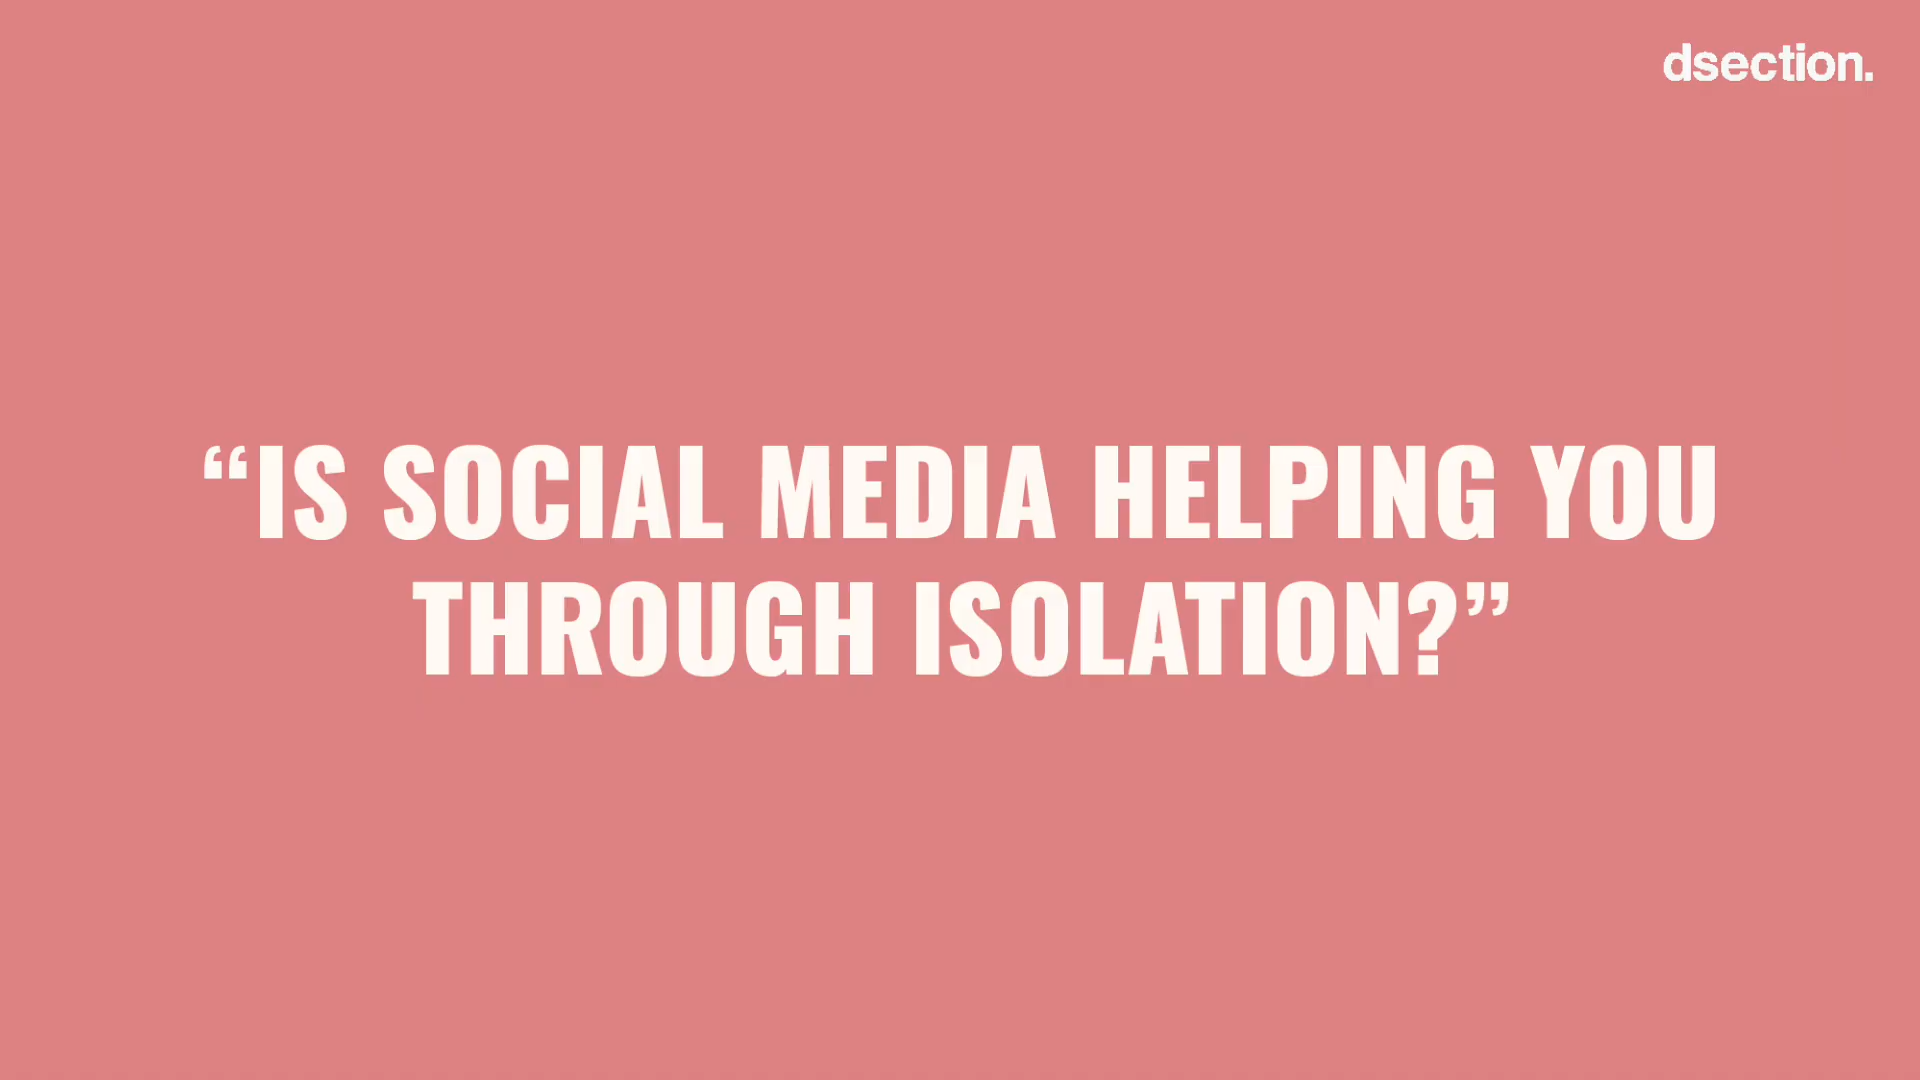 dsection.
“IS SOCIAL MEDIA HELPING YOU
THROUGH ISOLATION?”